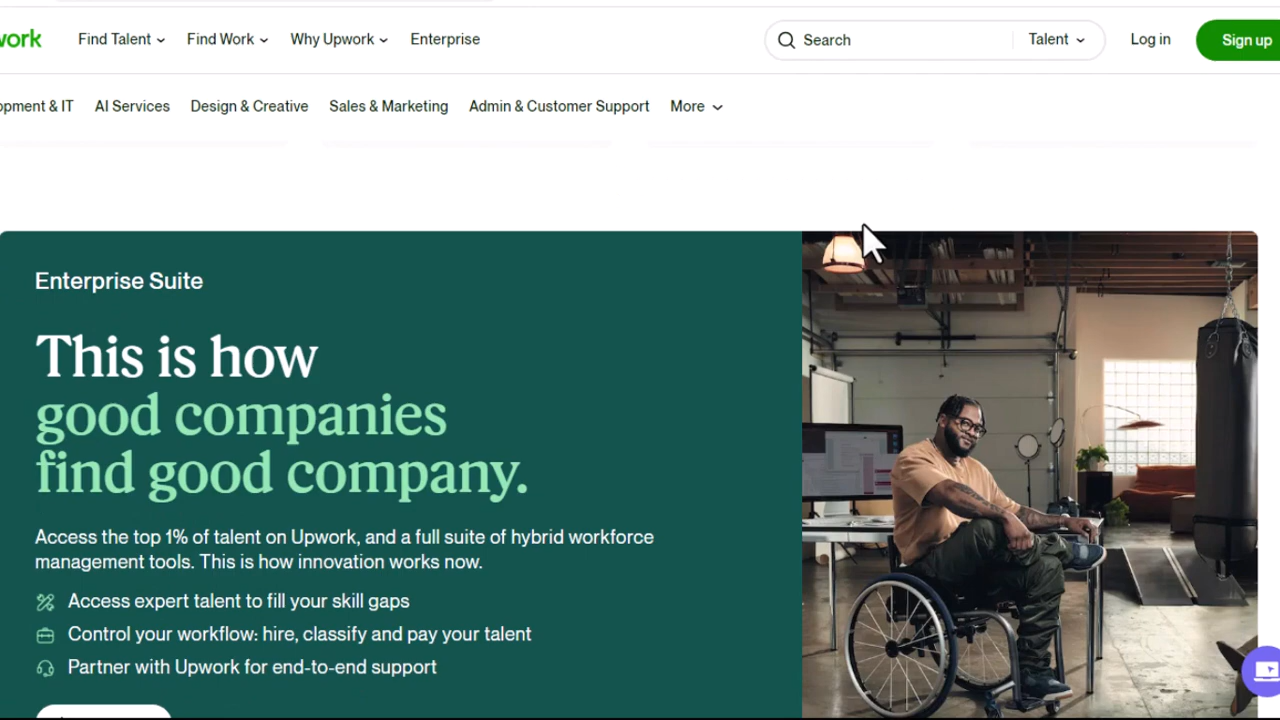 work Find Talent Find Work Why Upwork Enterprise Search Talent Log in Sign up
opment & IT AI Services Design & Creative Sales & Marketing Admin & Customer Support More
Enterprise Suite
This is how
good companies
find good company.
Access the top 1% of talent on Upwork, and a full suite of hybrid workforce
management tools. This is how innovation works now.
Access expert talent to fill your skill gaps
Control your workflow: hire, classify and pay your talent
Partner with Upwork for end-to-end support